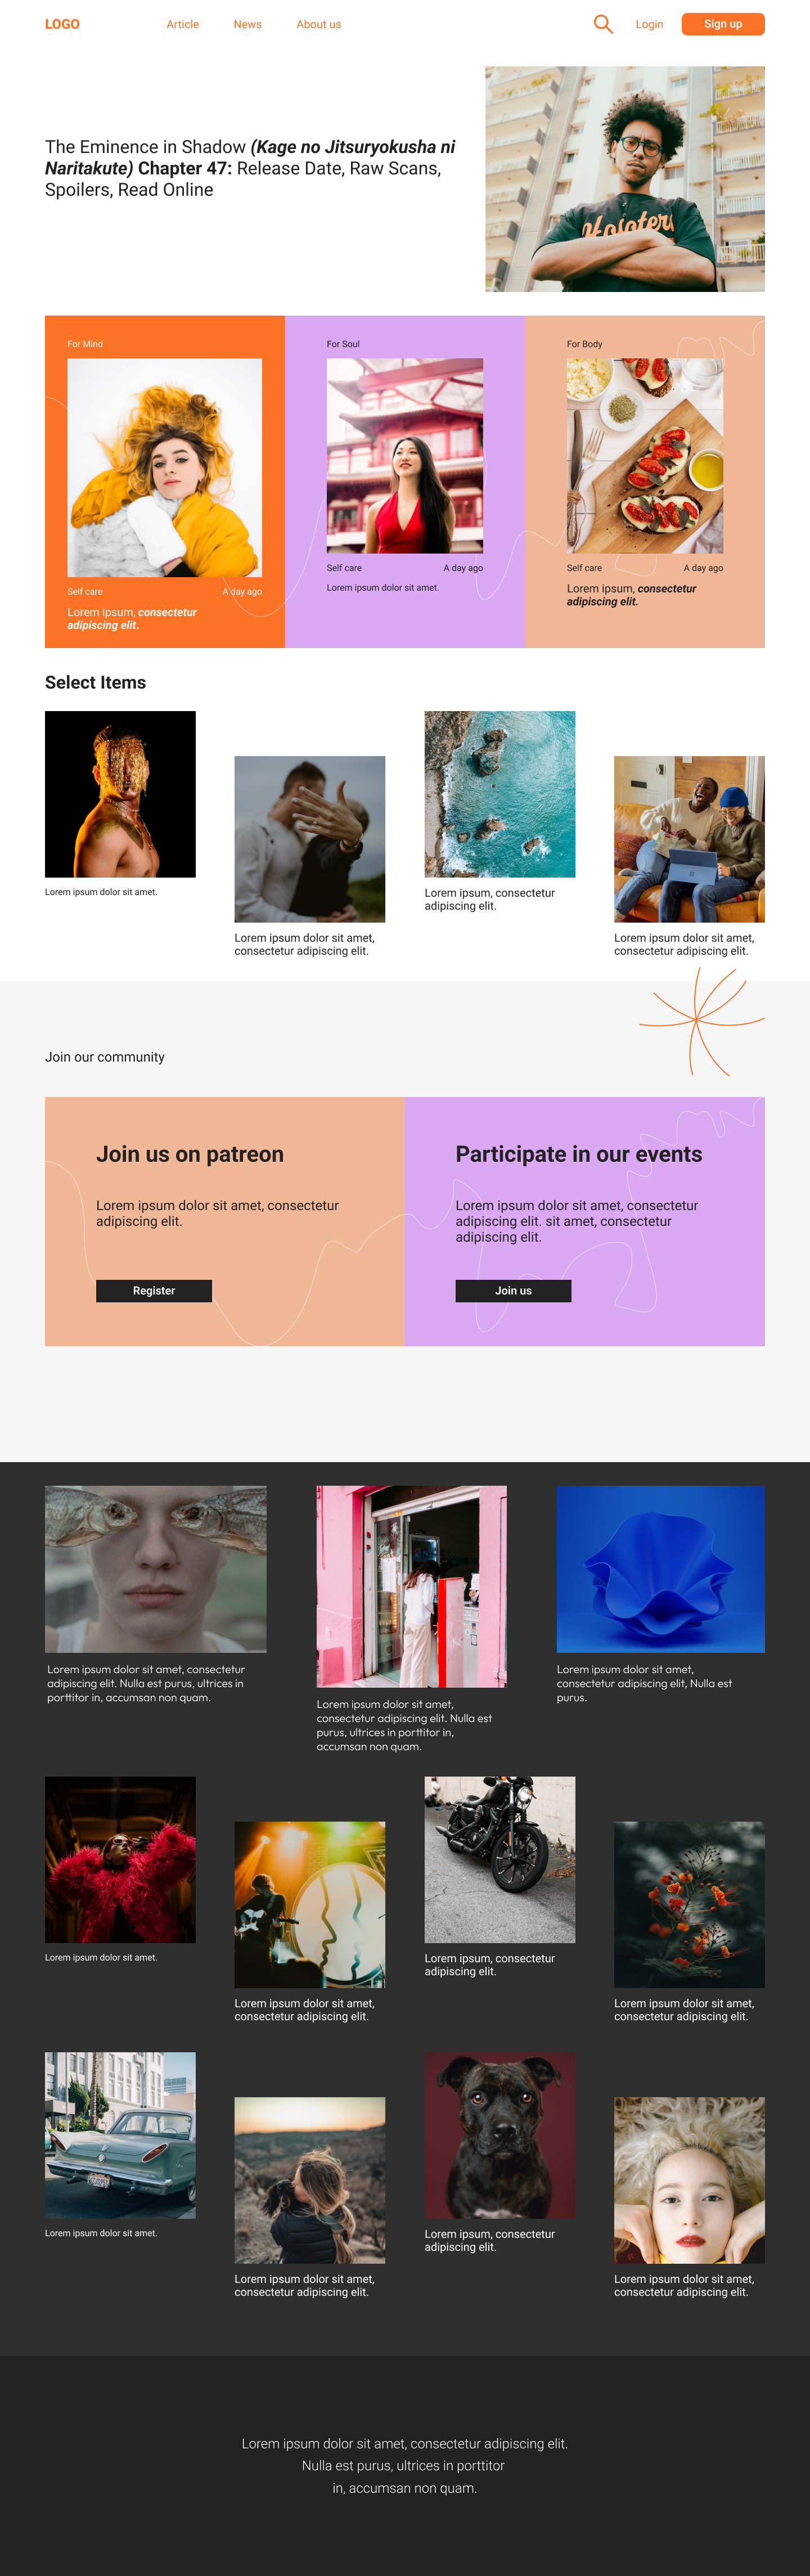 LOGO
Article
News
About us
Login
Sign up
The Eminence in Shadow (Kage no Jitsuryokusha ni
Naritakute) Chapter 47: Release Date, Raw Scans,
Spoilers, Read Online
For Mind
For Soul
For Body
Self care
A day ago
Lorem ipsum, consectetur
adipiscing elit.
Self care
A day ago
Lorem ipsum dolor sit amet.
Self care
A day ago
Lorem ipsum, consectetur
adipiscing elit.
Select Items
Lorem ipsum dolor sit amet.
Lorem ipsum dolor sit amet,
consectetur adipiscing elit.
Lorem ipsum, consectetur
adipiscing elit.
Lorem ipsum dolor sit amet,
consectetur adipiscing elit.
Join our community
Join us on patreon
Lorem ipsum dolor sit amet, consectetur
adipiscing elit.
Register
Participate in our events
Lorem ipsum dolor sit amet, consectetur
adipiscing elit. sit amet, consectetur
adipiscing elit.
Join us
Lorem ipsum dolor sit amet, consectetur
adipiscing elit. Nulla est purus, ultrices in
porttitor in, accumsan non quam.
Lorem ipsum dolor sit amet,
consectetur adipiscing elit. Nulla est
purus, ultrices in porttitor in,
accumsan non quam.
Lorem ipsum dolor sit amet,
consectetur adipiscing elit, Nulla est
purus.
Lorem ipsum dolor sit amet.
Lorem ipsum dolor sit amet,
consectetur adipiscing elit.
Lorem ipsum, consectetur
adipiscing elit.
Lorem ipsum dolor sit amet,
consectetur adipiscing elit.
Lorem ipsum dolor sit amet.
Lorem ipsum dolor sit amet,
consectetur adipiscing elit.
Lorem ipsum, consectetur
adipiscing elit.
Lorem ipsum dolor sit amet,
consectetur adipiscing elit.
Lorem ipsum dolor sit amet, consectetur adipiscing elit.
Nulla est purus, ultrices in porttitor
in, accumsan non quam.